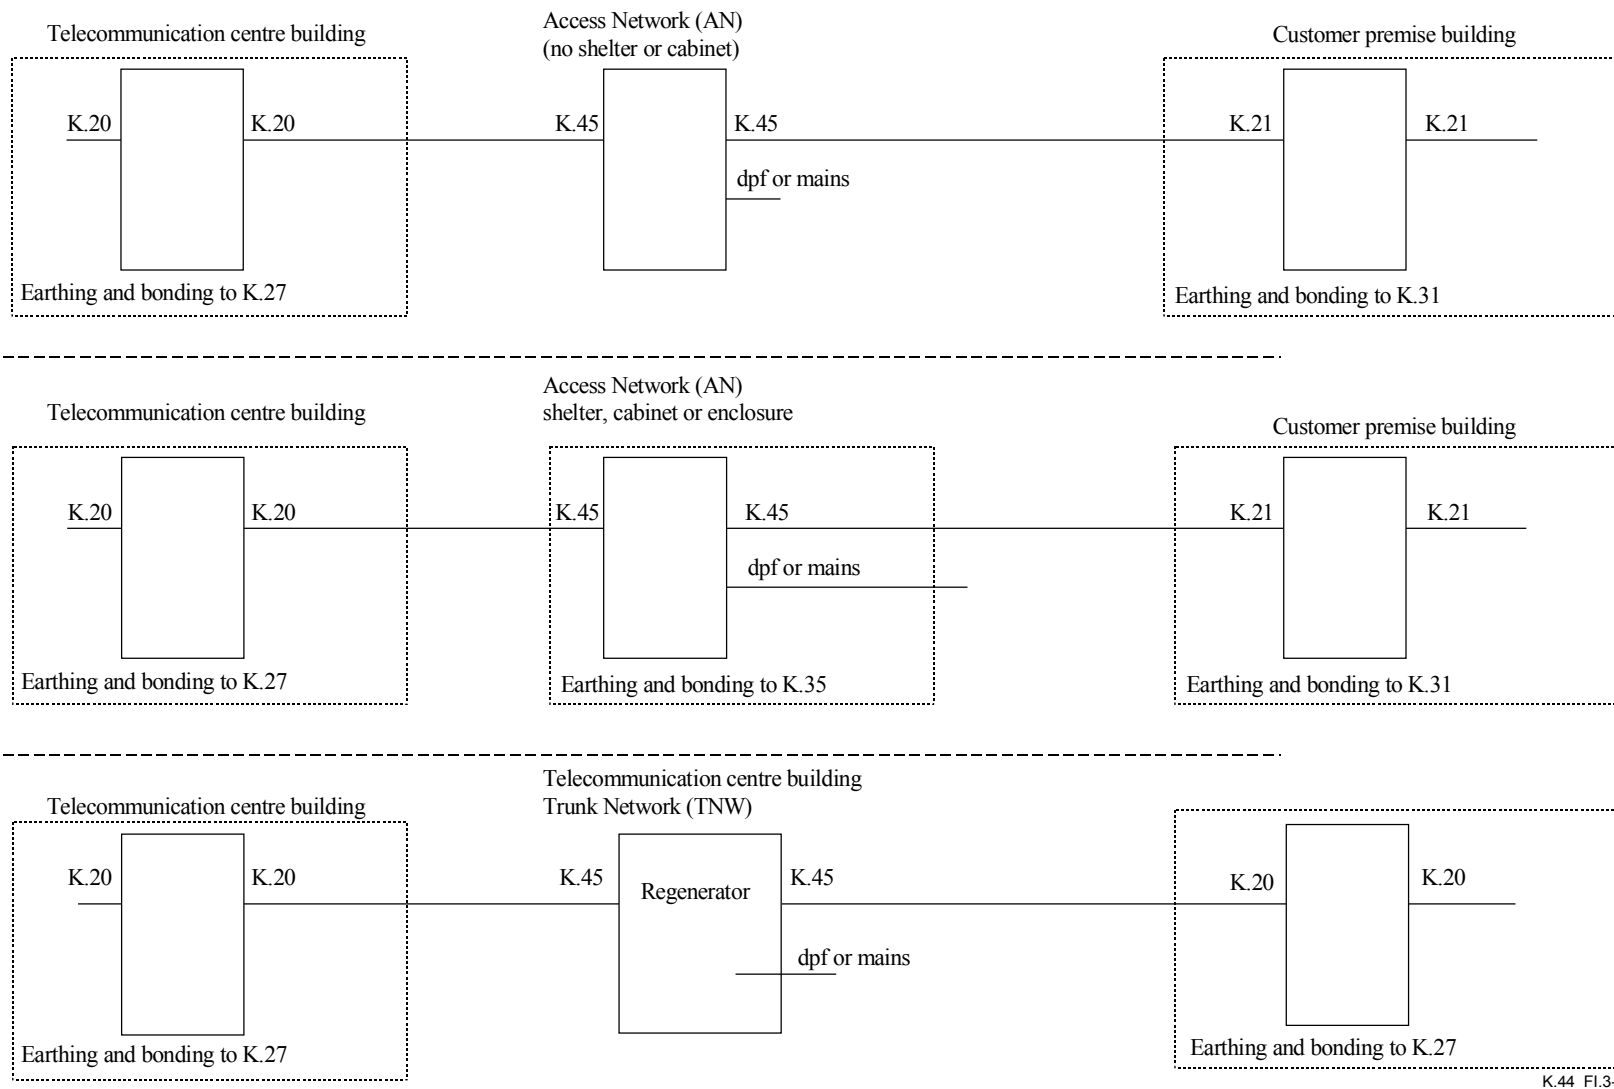 Telecommunication centre building
Access Network (AN)
(no shelter or cabinet)
Customer premise building
K.20
K.20
K.45
K.45
K.21
K.21
dpf or mains
Earthing and bonding to K.27
Earthing and bonding to K.31
Telecommunication centre building
Access Network (AN)
shelter, cabinet or enclosure
Customer premise building
K.20
K.20
K.45
K.45
K.21
K.21
dpf or mains
Earthing and bonding to K.27
Earthing and bonding to K.35
Earthing and bonding to K.31
Telecommunication centre building
Telecommunication centre building
Trunk Network (TNW)
K.20
K.20
K.45
Regenerator
K.45
K.20
K.20
dpf or mains
Earthing and bonding to K.27
Earthing and bonding to K.27